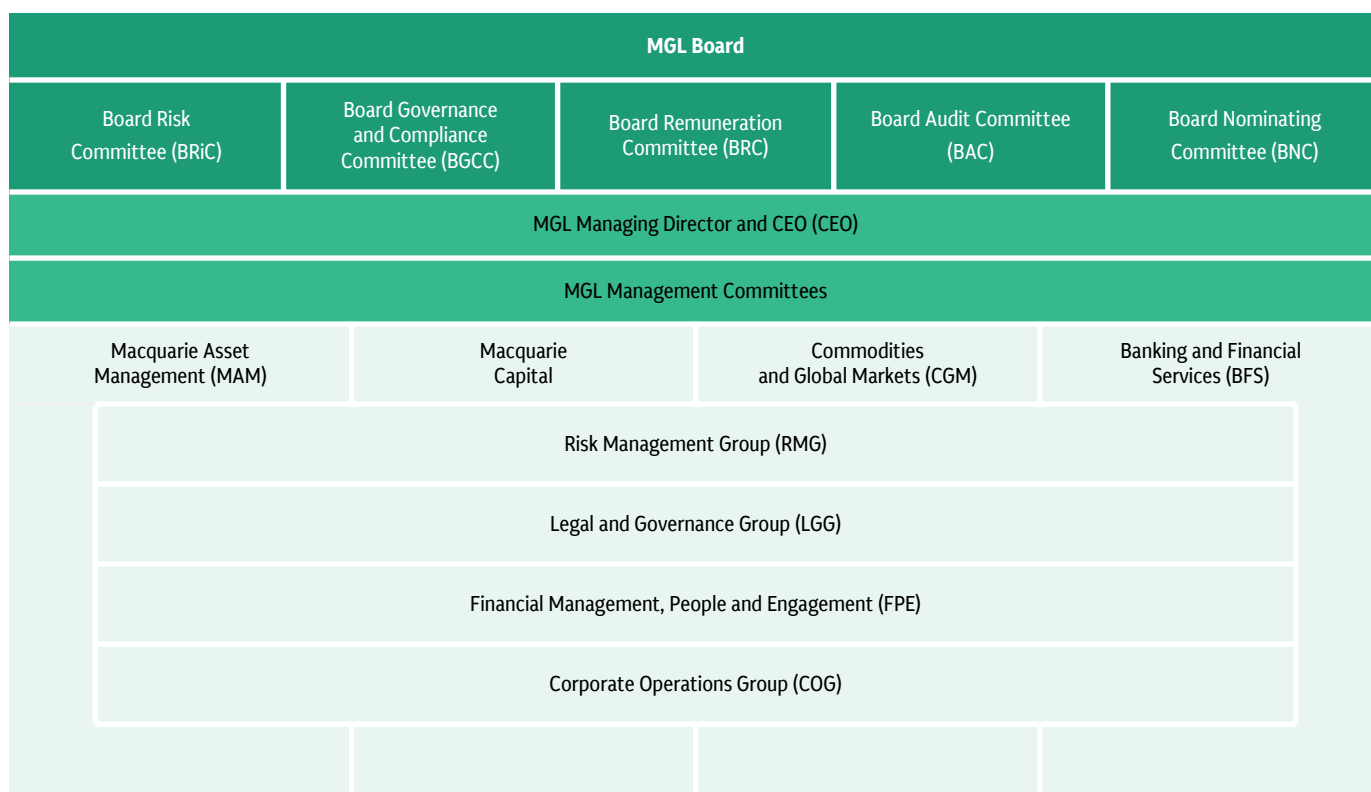 MGL Board
Board Risk
Committee (BRiC)
Board Governance
and Compliance
Committee (BGCC)
Board Remuneration
Committee (BRC)
Board Audit Committee
(BAC)
Board Nominating
Committee (BNC)
MGL Managing Director and CEO (CEO)
MGL Management Committees
Macquarie Asset
Management (MAM)
Macquarie
Capital
Commodities
and Global Markets (CGM)
Banking and Financial
Services (BFS)
Risk Management Group (RMG)
Legal and Governance Group (LGG)
Financial Management, People and Engagement (FPE)
Corporate Operations Group (COG)